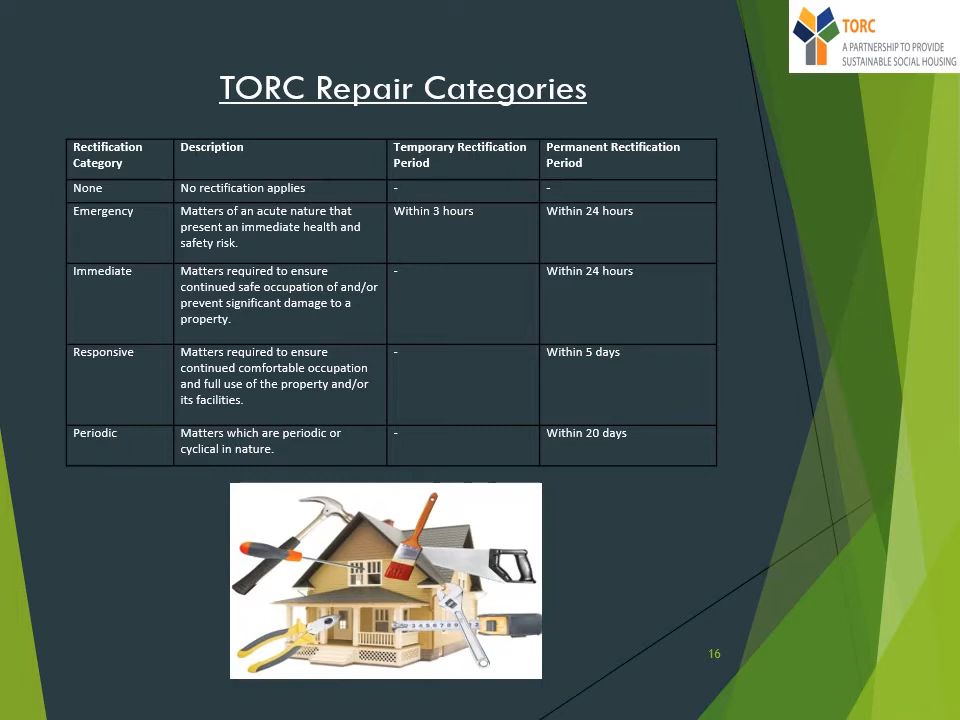 TORC
A PARTNERSHIP TO PROVIDE
SUSTAINABLE SOCIAL HOUSING
TORC Repair Categories
Rectification Category
Description
Temporary Rectification Period
Permanent Rectification Period
None
No rectification applies
-
-
Emergency
Matters of an acute nature that
present an immediate health and
safety risk.
Within 3 hours
Within 24 hours
Immediate
Matters required to ensure
continued safe occupation of and/or
prevent significant damage to a
property.
-
Within 24 hours
Responsive
Matters required to ensure
continued comfortable occupation
and full use of the property and/or
its facilities.
-
Within 5 days
Periodic
Matters which are periodic or
cyclical in nature.
-
Within 20 days
16